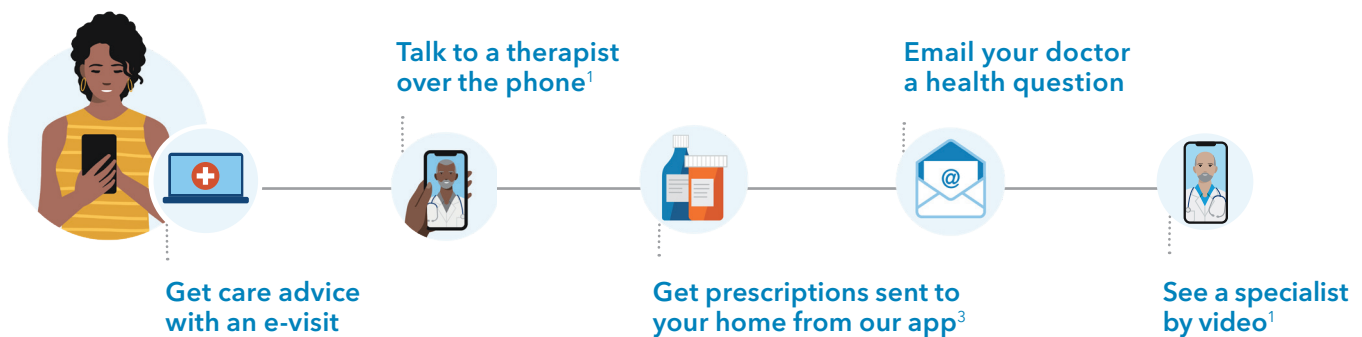 Get care advice
with an e-visit
Talk to a therapist
over the phone¹
Get prescriptions sent to
your home from our app³
@
Email your doctor
a health question
See a specialist
by video¹